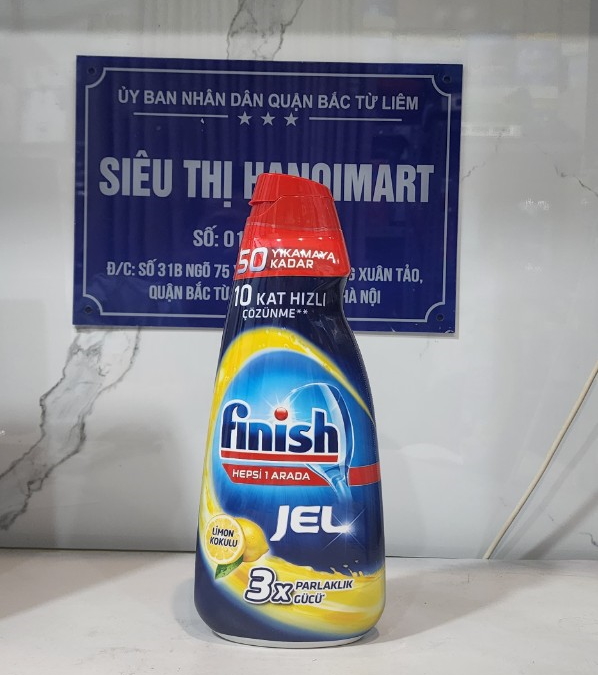 ỦY BAN NHÂN DÂN QUẬN BẮC TỪ LIÊM
SIÊU THỊ HANOIMART
SỐ: 01
Đ/C: SỐ 31B NGÕ 75 XUÂN TẢO,
QUẬN BẮC HÀ NỘI
50 YIKAMAYA
KADAR
10 KAT HIZLI
ÇÖZÜNME**
finish
HEPSİ 1 ARADA
JEL
LİMON
KOKULU
3x PARLAKLIK
GÜCÜ*